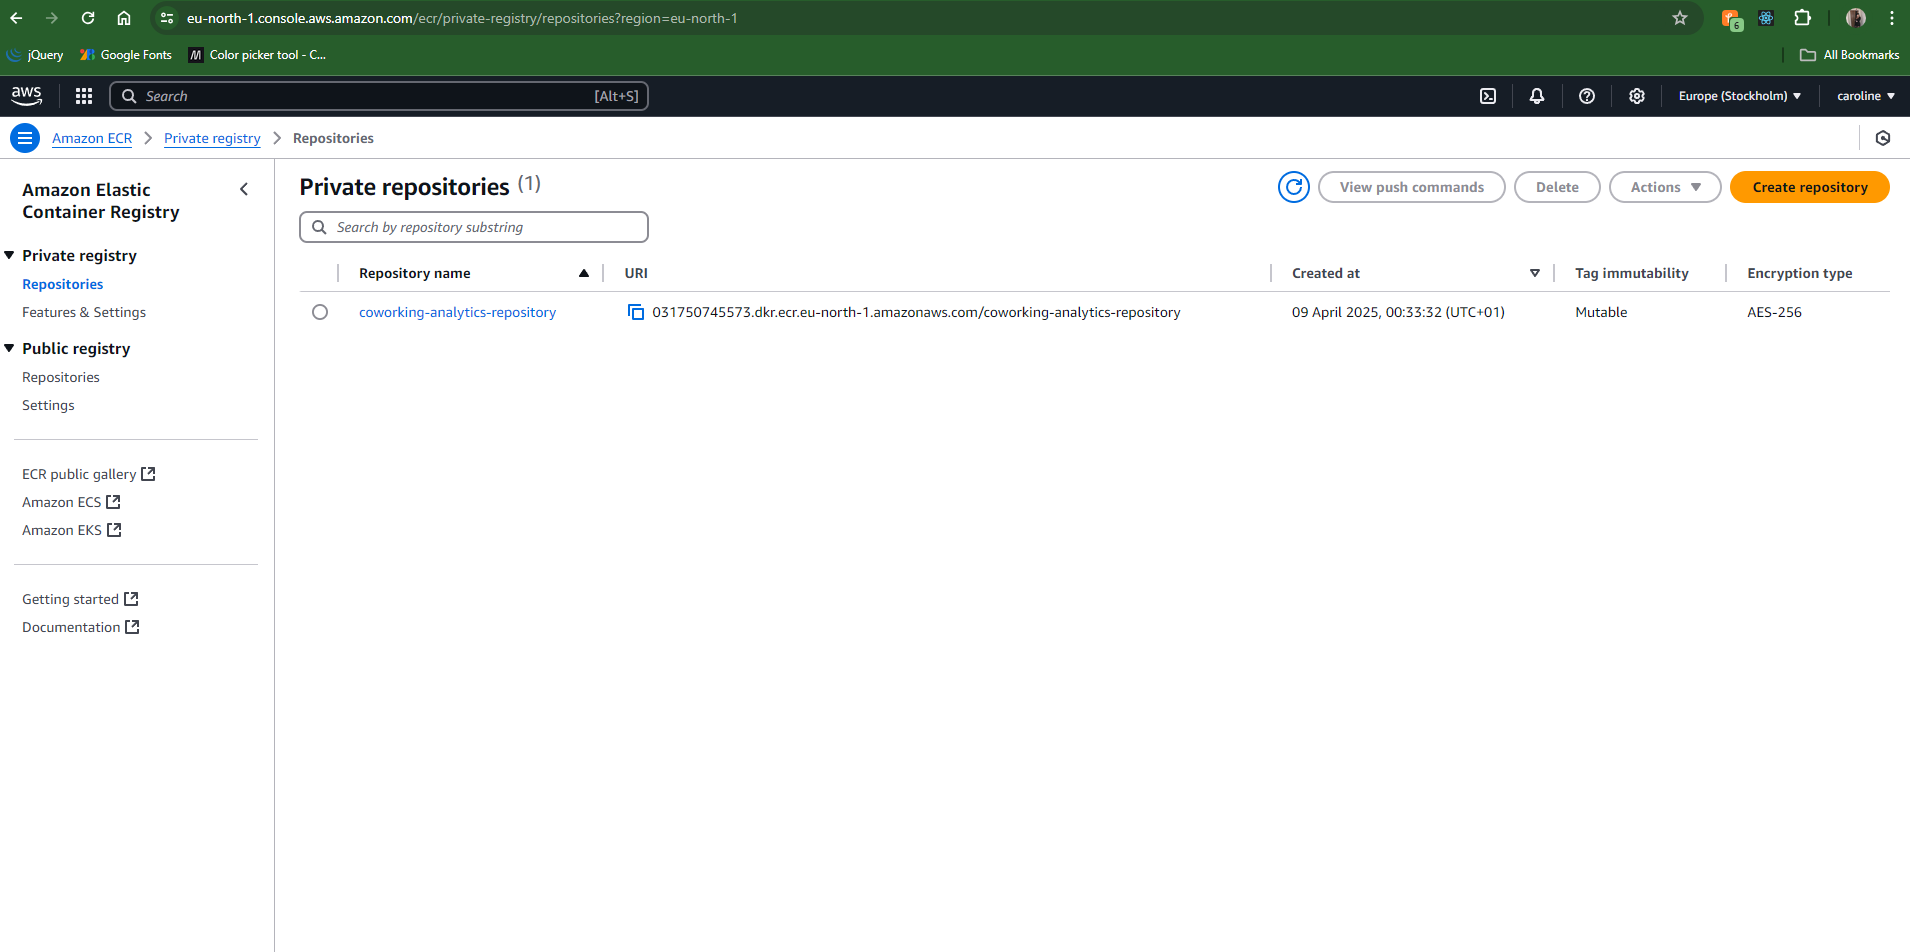 eu-north-1.console.aws.amazon.com/ecr/private-registry/repositories?region=eu-north-1
6
jQuery Google Fonts Color picker tool - C... All Bookmarks
aws Search [Alt+S] Europe (Stockholm) caroline
Amazon ECR Private registry Repositories
Amazon Elastic
Container Registry
Private registry
Repositories
Features & Settings
Public registry
Repositories
Settings
ECR public gallery
Amazon ECS
Amazon EKS
Getting started
Documentation
Private repositories (1)
View push commands Delete Actions Create repository
Search by repository substring
Repository name URI Created at Tag immutability Encryption type
coworking-analytics-repository 031750745573.dkr.ecr.eu-north-1.amazonaws.com/coworking-analytics-repository 09 April 2025, 00:33:32 (UTC+01) Mutable AES-256